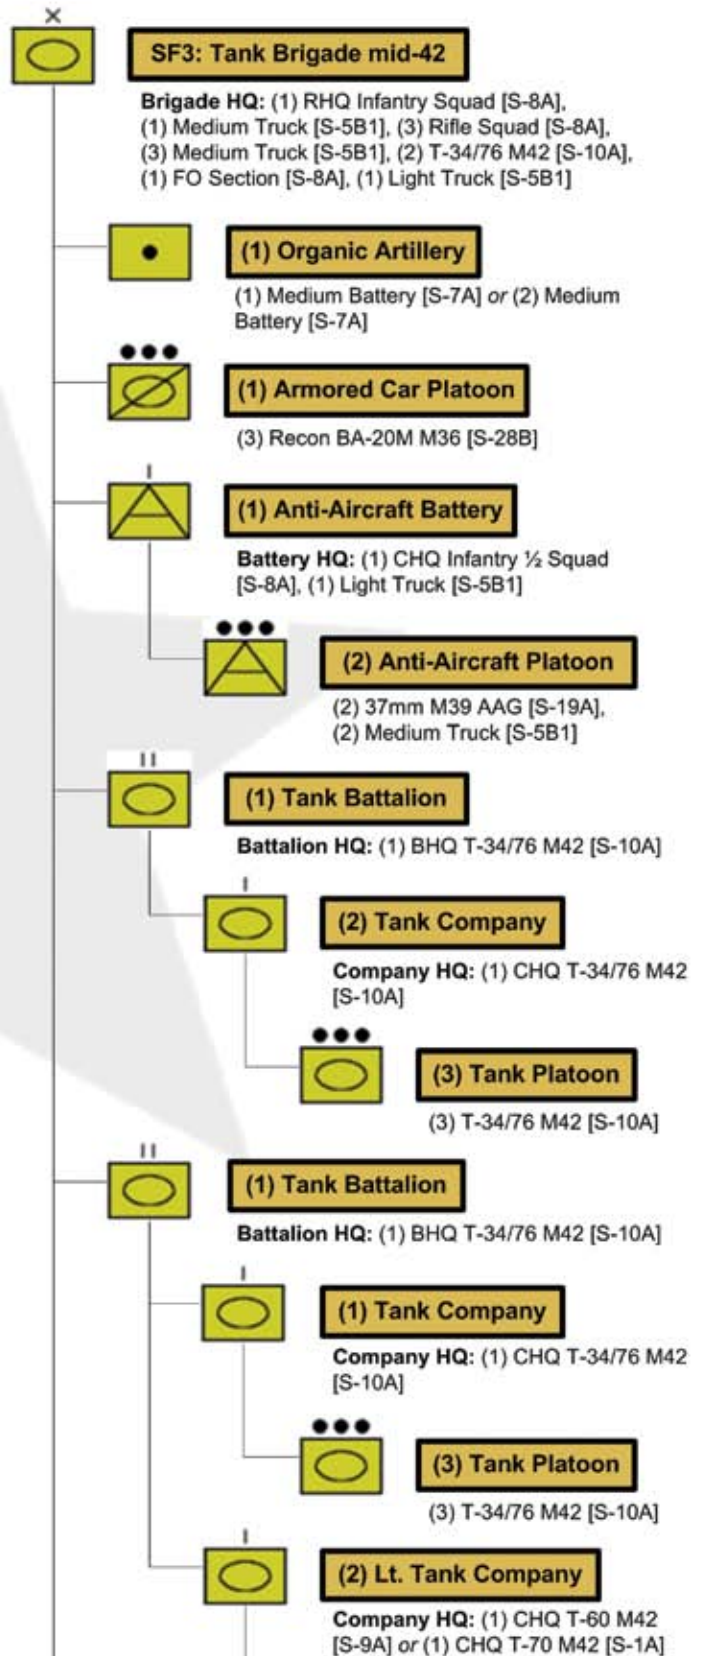 SF3: Tank Brigade mid-42
Brigade HQ: (1) RHQ Infantry Squad [S-8A],
(1) Medium Truck [S-5B1], (3) Rifle Squad [S-8A],
(3) Medium Truck [S-5B1], (2) T-34/76 M42 [S-10A],
(1) FO Section [S-8A], (1) Light Truck [S-5B1]
(1) Organic Artillery
(1) Medium Battery [S-7A] or (2) Medium
Battery [S-7A]
(1) Armored Car Platoon
(3) Recon BA-20M M36 [S-28B]
(1) Anti-Aircraft Battery
Battery HQ: (1) CHQ Infantry ½ Squad
[S-8A], (1) Light Truck [S-5B1]
(2) Anti-Aircraft Platoon
(2) 37mm M39 AAG [S-19A],
(2) Medium Truck [S-5B1]
(1) Tank Battalion
Battalion HQ: (1) BHQ T-34/76 M42 [S-10A]
(2) Tank Company
Company HQ: (1) CHQ T-34/76 M42
[S-10A]
(3) Tank Platoon
(3) T-34/76 M42 [S-10A]
(1) Tank Battalion
Battalion HQ: (1) BHQ T-34/76 M42 [S-10A]
(1) Tank Company
Company HQ: (1) CHQ T-34/76 M42
[S-10A]
(3) Tank Platoon
(3) T-34/76 M42 [S-10A]
(2) Lt. Tank Company
Company HQ: (1) CHQ T-60 M42
[S-9A] or (1) CHQ T-70 M42 [S-1A]